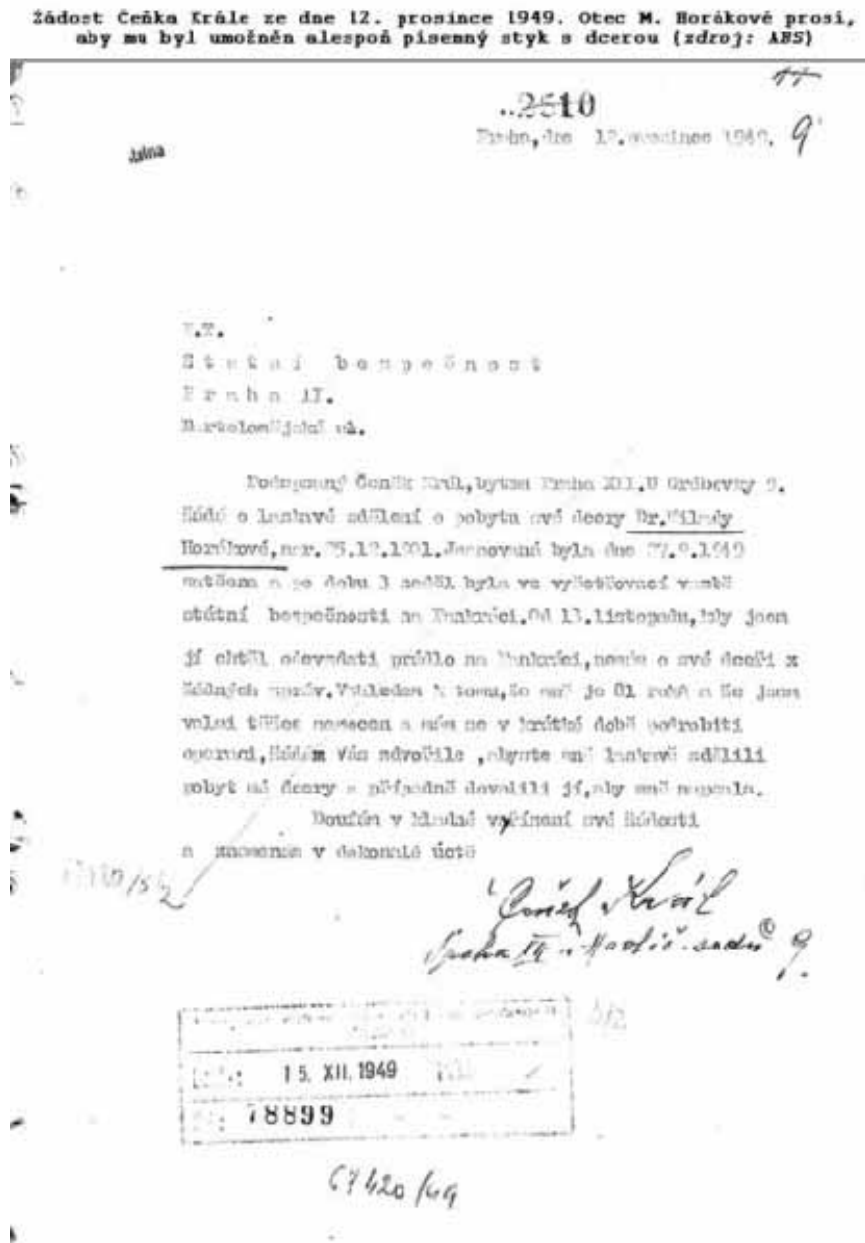 Žádost Čeňka Krále ze dne 12. prosince 1949. Otec M. Horákové prosí,
aby mu byl umožněn alespoň písemný styk s dcerou (zdroj: ABS)
..2510
Praha, dne 12. prosince 1949. 9
Státní bezpečnost
Praha II.
Bartolomějská ul.
Podepsaný Čeněk Král, bytem Praha XII. U Grébovky 9.
žádá o laskavé sdělení o pobytu své dcery Dr. Milady
Horákové, nar. 25.12.1901. Jmenovaná byla dne 27.9.1949
zatčena a po dobu 3 neděl byla ve vyšetřovací vazbě
státní bezpečnosti na Pankráci. Od 13. listopadu, kdy jsem
jí chtěl odevzdati prádlo na Pankráci, nemám o své dceři
žádných zpráv. Vzhledem k tomu, že mně je 81 roků a že jsem
velmi těžce nemocen a mám se v krátké době podrobiti
operaci, žádám Vás zdvořile, abyste mně laskavě sdělili
pobyt mé dcery a případně dovolili jí, aby mně napsala.
Doufám v kladné vyřízení své žádosti
a znamenám v dokonalé úctě
Čeněk Král
Praha 9.
15. XII. 1949
78899